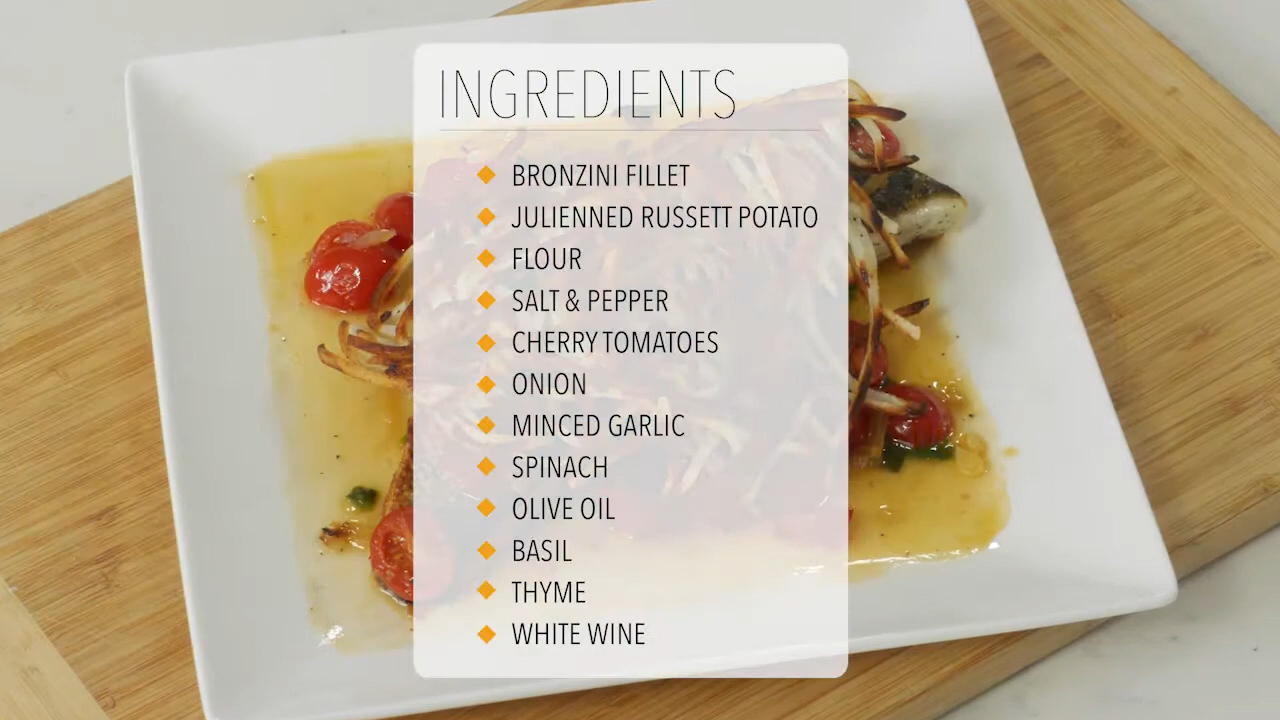 INGREDIENTS
BRONZINI FILLET
JULIENNED RUSSETT POTATO
FLOUR
SALT & PEPPER
CHERRY TOMATOES
ONION
MINCED GARLIC
SPINACH
OLIVE OIL
BASIL
THYME
WHITE WINE